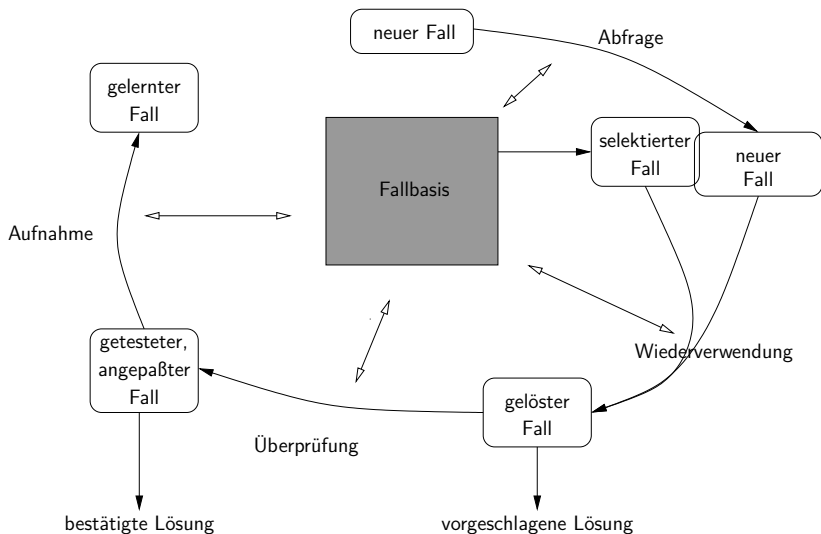 neuer Fall
Abfrage
gelernter
Fall
selektierter
Fall
neuer
Fall
Fallbasis
Aufnahme
Wiederverwendung
getesteter,
angepaßter
Fall
gelöster
Fall
Überprüfung
bestätigte Lösung
vorgeschlagene Lösung